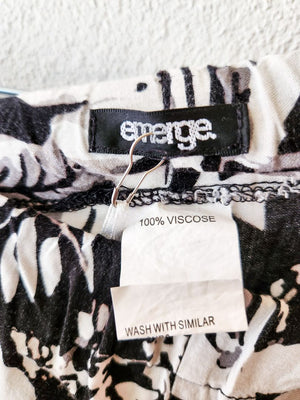 emerge.
100% VISCOSE
WASH WITH SIMILAR